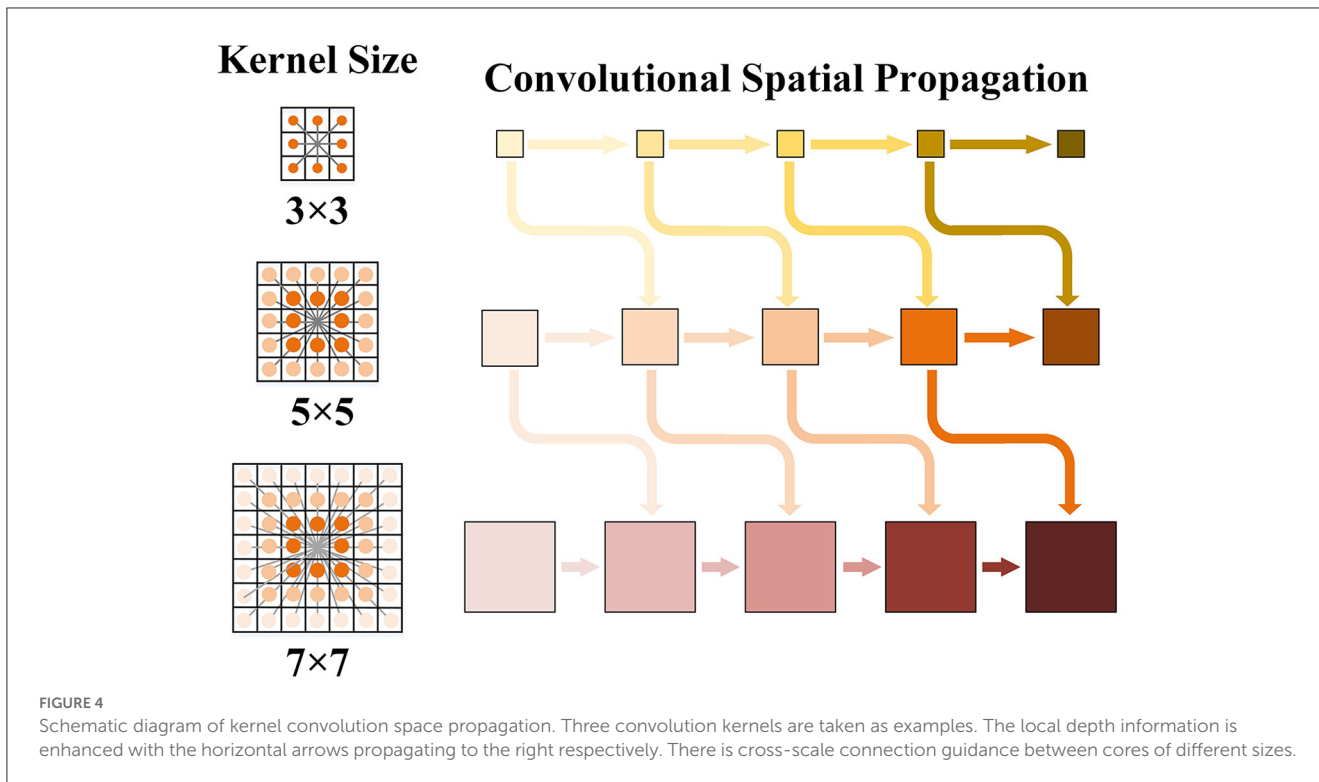 Kernel Size
Convolutional Spatial Propagation
3×3
5×5
7×7
FIGURE 4
Schematic diagram of kernel convolution space propagation. Three convolution kernels are taken as examples. The local depth information is
enhanced with the horizontal arrows propagating to the right respectively. There is cross-scale connection guidance between cores of different sizes.